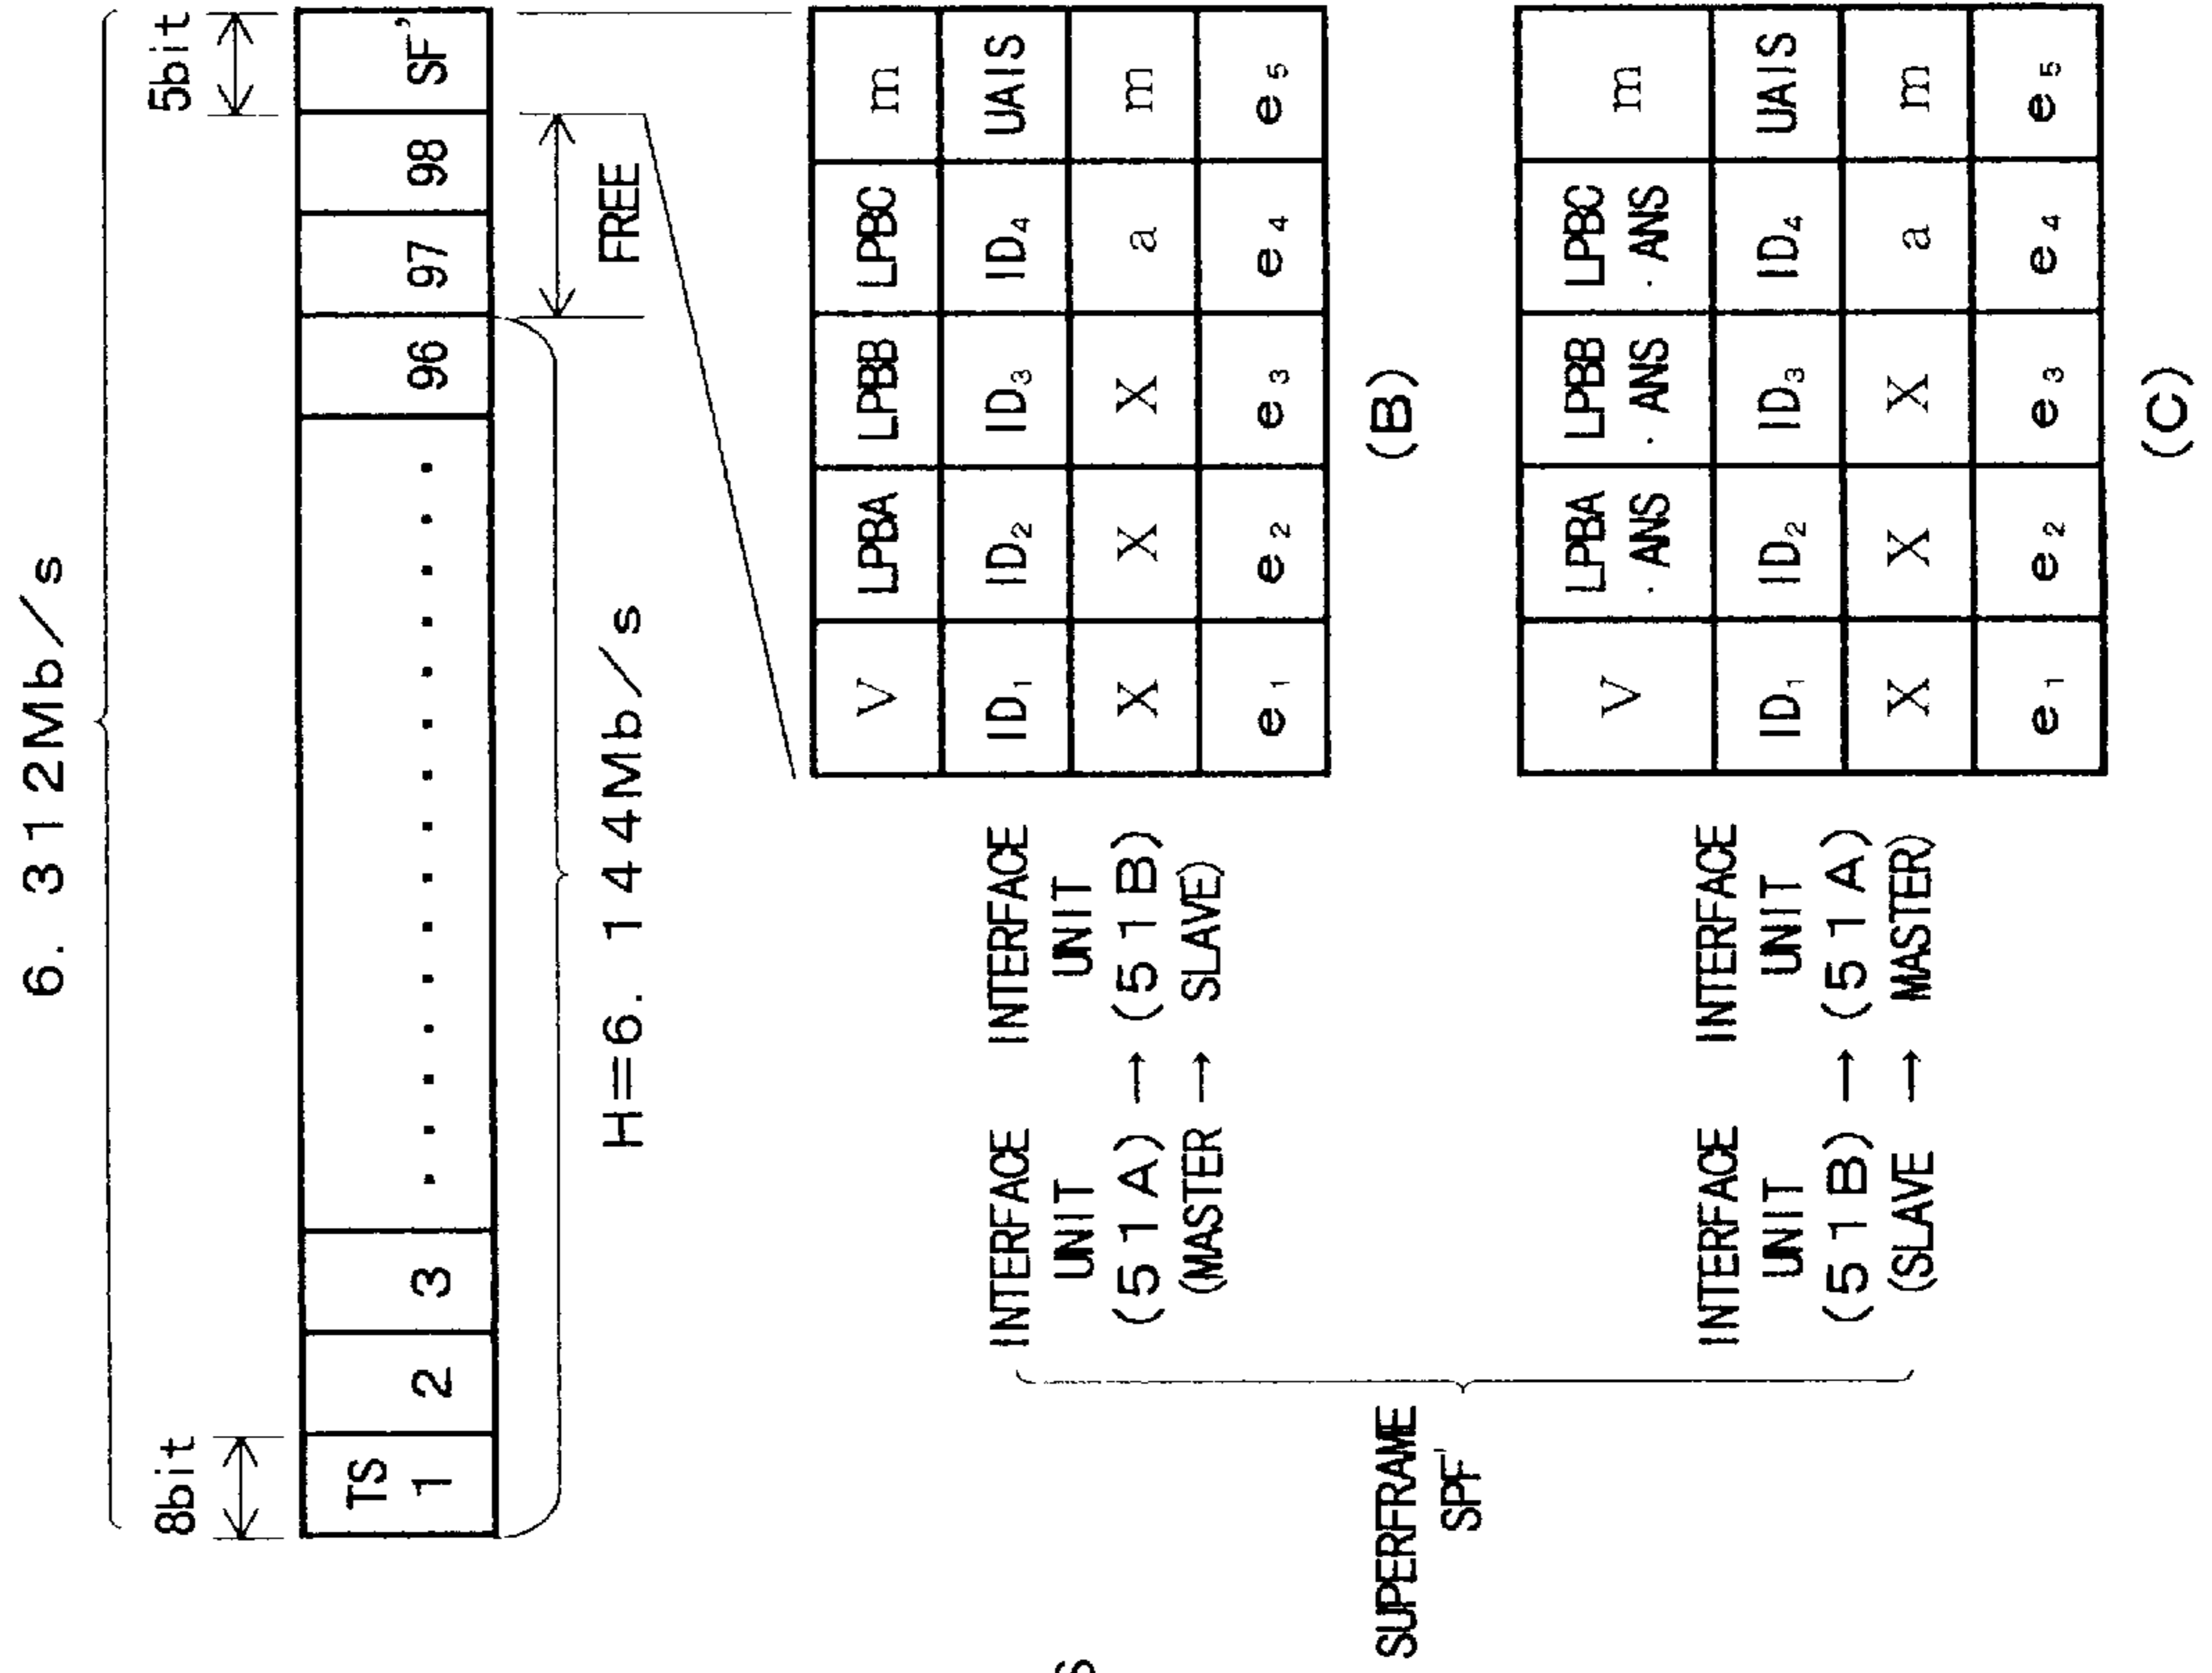 6. 312Mb/s
8bit
5bit
TS
1
2
3
. . . . . . . . . . . . . . .
96
97
98
SF'
H=6. 144Mb/s
FREE
SUPERFRAME
SPF'
INTERFACE INTERFACE
UNIT UNIT
(51A) → (51B)
(MASTER → SLAVE)
V LPBA LPBB LPBC m
ID₁ ID₂ ID₃ ID₄ UAIS
X X X a m
e₁ e₂ e₃ e₄ e₅
(B)
INTERFACE INTERFACE
UNIT UNIT
(51B) → (51A)
(SLAVE → MASTER)
V LPBA LPBB LPBC m
. ANS . ANS . ANS
ID₁ ID₂ ID₃ ID₄ UAIS
X X X a m
e₁ e₂ e₃ e₄ e₅
(C)